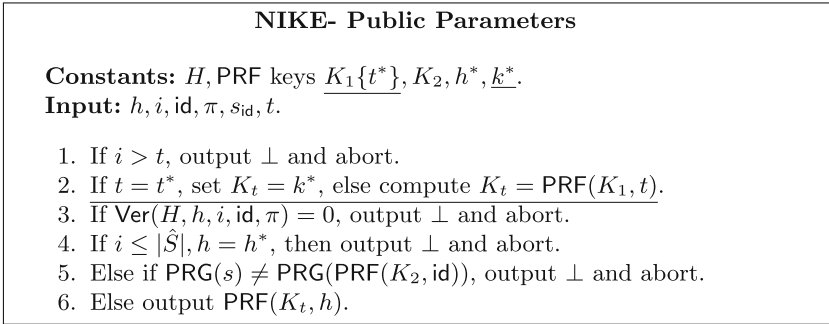 NIKE- Public Parameters
Constants: H, PRF keys K₁{t*}, K₂, h*, k*.
Input: h, i, id, π, s_id, t.
1. If i > t, output ⊥ and abort.
2. If t = t*, set K_t = k*, else compute K_t = PRF(K₁, t).
3. If Ver(H, h, i, id, π) = 0, output ⊥ and abort.
4. If i ≤ |Ŝ|, h = h*, then output ⊥ and abort.
5. Else if PRG(s) ≠ PRG(PRF(K₂, id)), output ⊥ and abort.
6. Else output PRF(K_t, h).